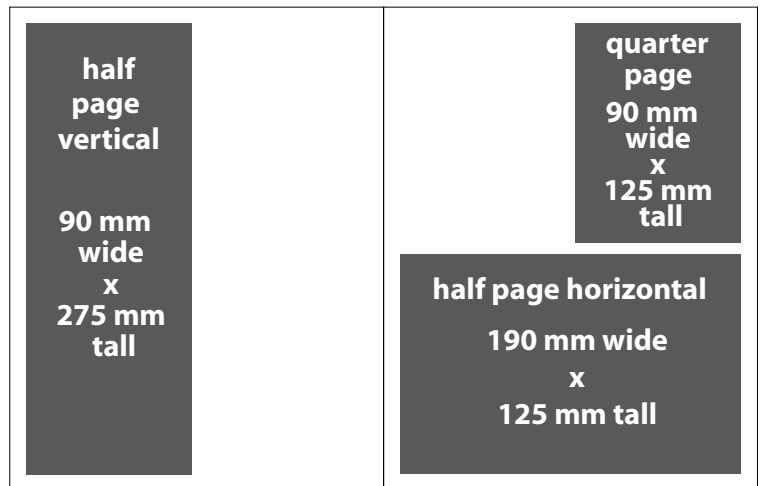 half
page
vertical
90 mm
wide
x
275 mm
tall
quarter
page
90 mm
wide
x
125 mm
tall
half page horizontal
190 mm wide
x
125 mm tall